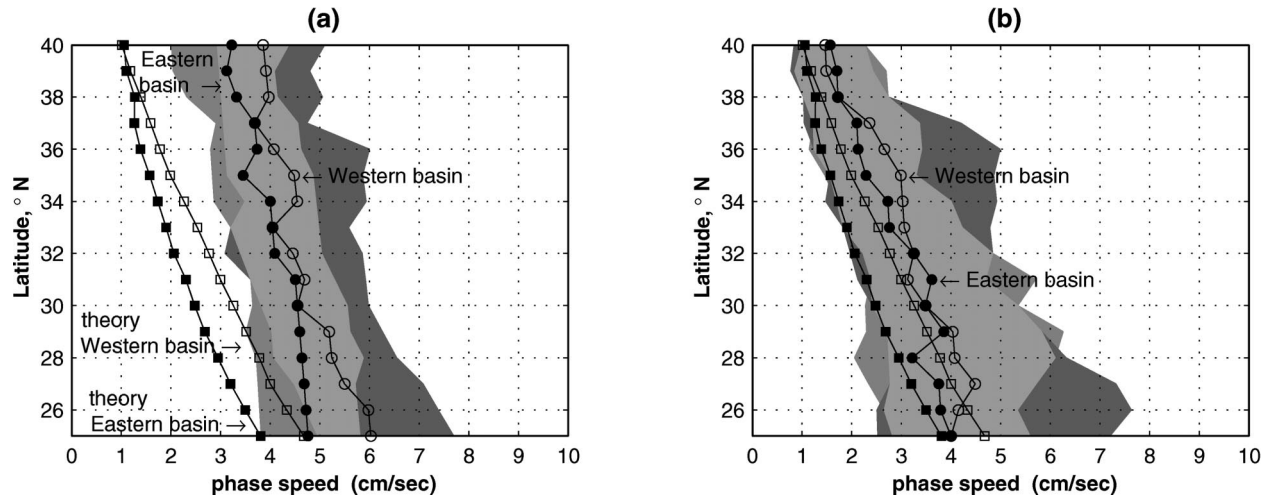 (a)
40
38
36
34
32
30
28
26
Latitude, ° N
Eastern
basin →
← Western basin
theory
Western basin →
theory
Eastern basin →
0 1 2 3 4 5 6 7 8 9 10
phase speed (cm/sec)
(b)
40
38
36
34
32
30
28
26
Latitude, ° N
← Western basin
← Eastern basin
0 1 2 3 4 5 6 7 8 9 10
phase speed (cm/sec)